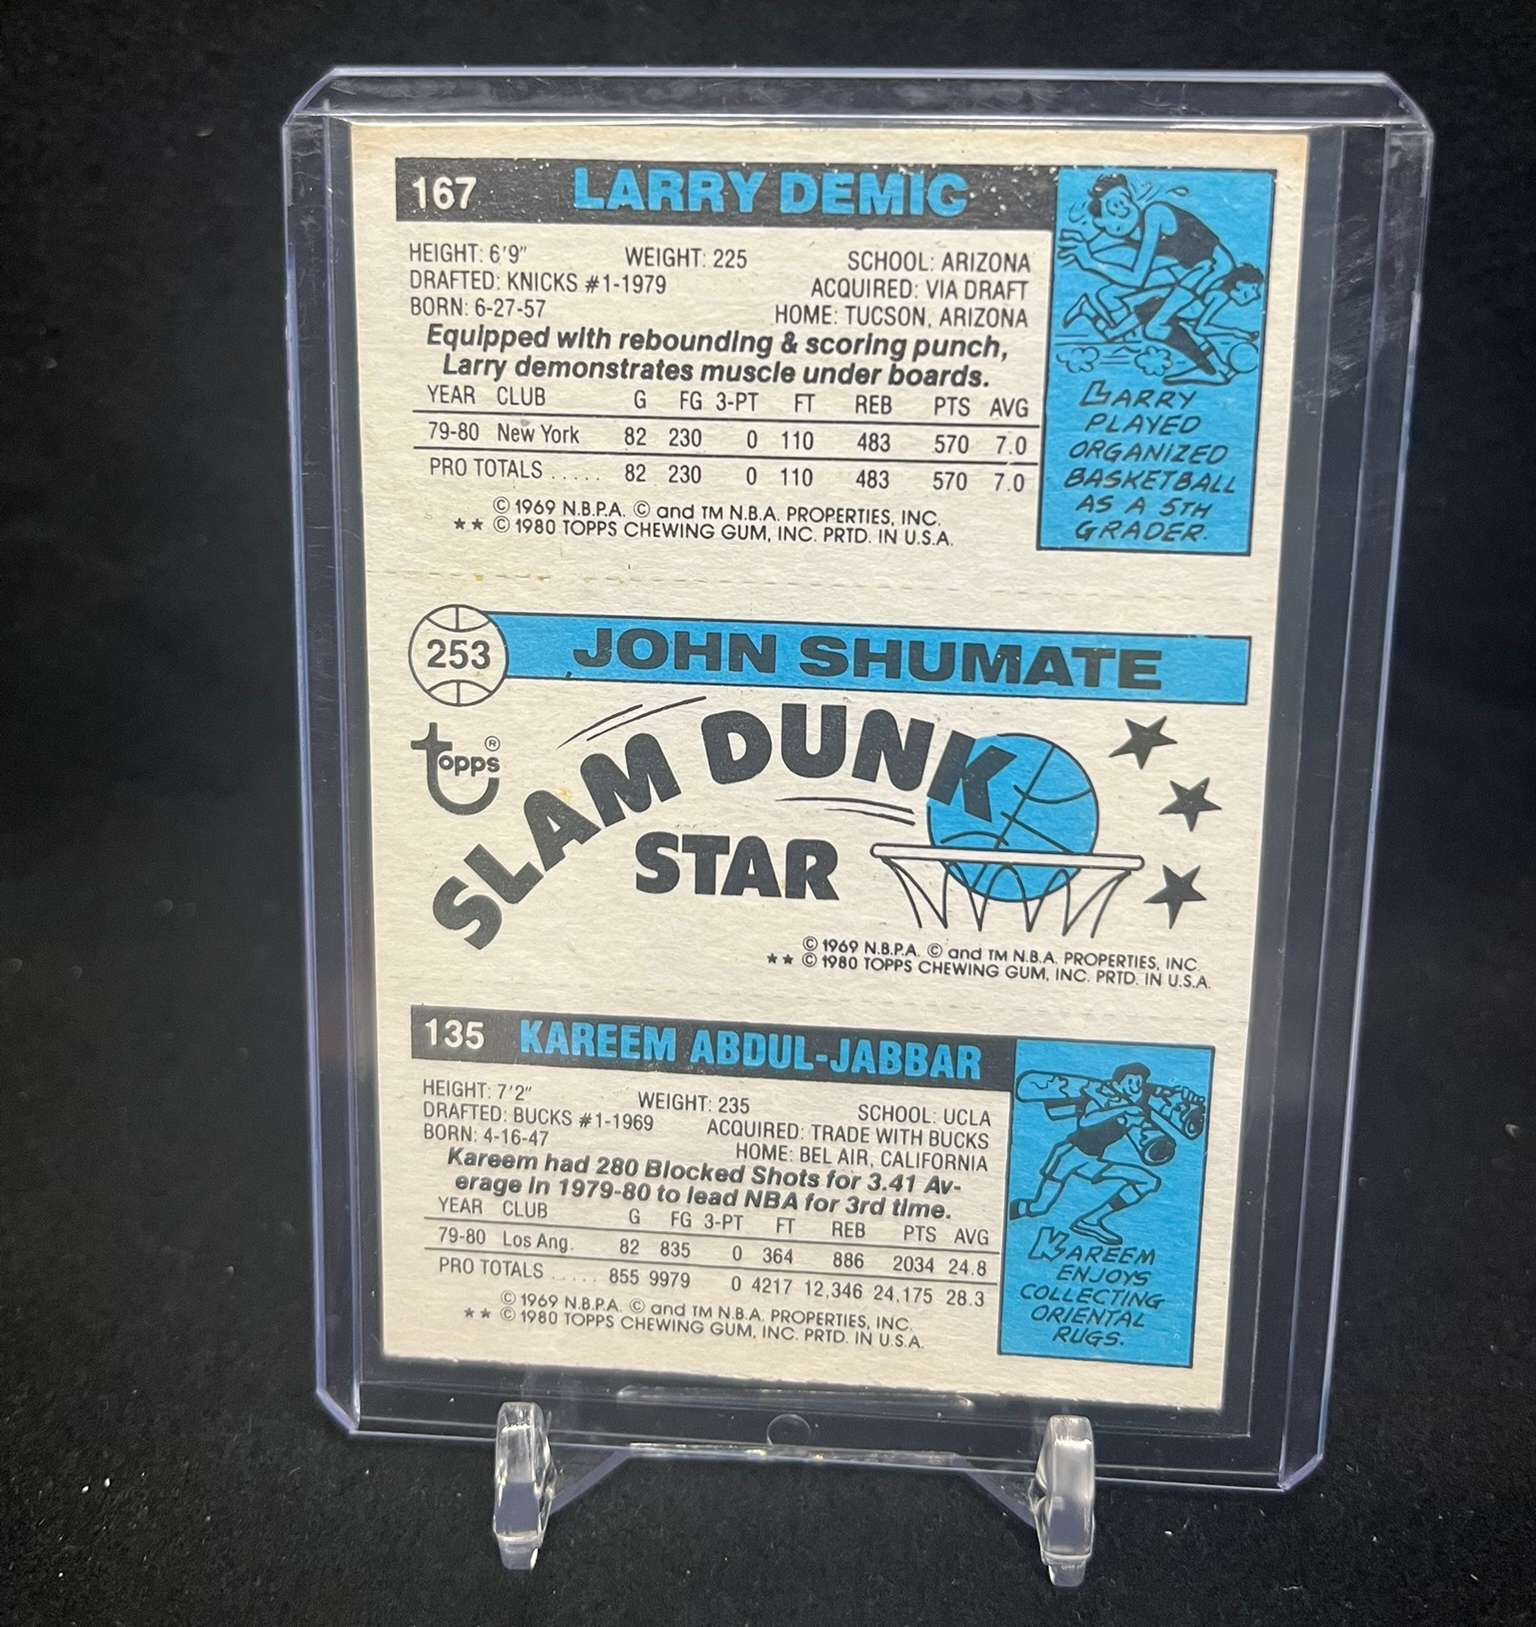 167 LARRY DEMIC
HEIGHT: 6'9" WEIGHT: 225 SCHOOL: ARIZONA
DRAFTED: KNICKS #1-1979 ACQUIRED: VIA DRAFT
BORN: 6-27-57 HOME: TUCSON, ARIZONA
Equipped with rebounding & scoring punch,
Larry demonstrates muscle under boards.
YEAR CLUB G FG 3-PT FT REB PTS AVG
79-80 New York 82 230 0 110 483 570 7.0
PRO TOTALS ..... 82 230 0 110 483 570 7.0
© 1969 N.B.P.A. © and TM N.B.A. PROPERTIES, INC.
★★ © 1980 TOPPS CHEWING GUM, INC. PRTD. IN U.S.A.
LARRY
PLAYED
ORGANIZED
BASKETBALL
AS A 5TH
GRADER.
253 JOHN SHUMATE
topps®
SLAM DUNK
STAR
© 1969 N.B.P.A. © and TM N.B.A. PROPERTIES, INC
★★ © 1980 TOPPS CHEWING GUM, INC. PRTD. IN U.S.A.
135 KAREEM ABDUL-JABBAR
HEIGHT: 7'2" WEIGHT: 235 SCHOOL: UCLA
DRAFTED: BUCKS #1-1969 ACQUIRED: TRADE WITH BUCKS
BORN: 4-16-47 HOME: BEL AIR, CALIFORNIA
Kareem had 280 Blocked Shots for 3.41 Av-
erage in 1979-80 to lead NBA for 3rd time.
YEAR CLUB G FG 3-PT FT REB PTS AVG
79-80 Los Ang. 82 835 0 364 886 2034 24.8
PRO TOTALS ..... 855 9979 0 4217 12,346 24,175 28.3
© 1969 N.B.P.A. © and TM N.B.A. PROPERTIES, INC.
★★ © 1980 TOPPS CHEWING GUM, INC. PRTD. IN U.S.A.
KAREEM
ENJOYS
COLLECTING
ORIENTAL
RUGS.